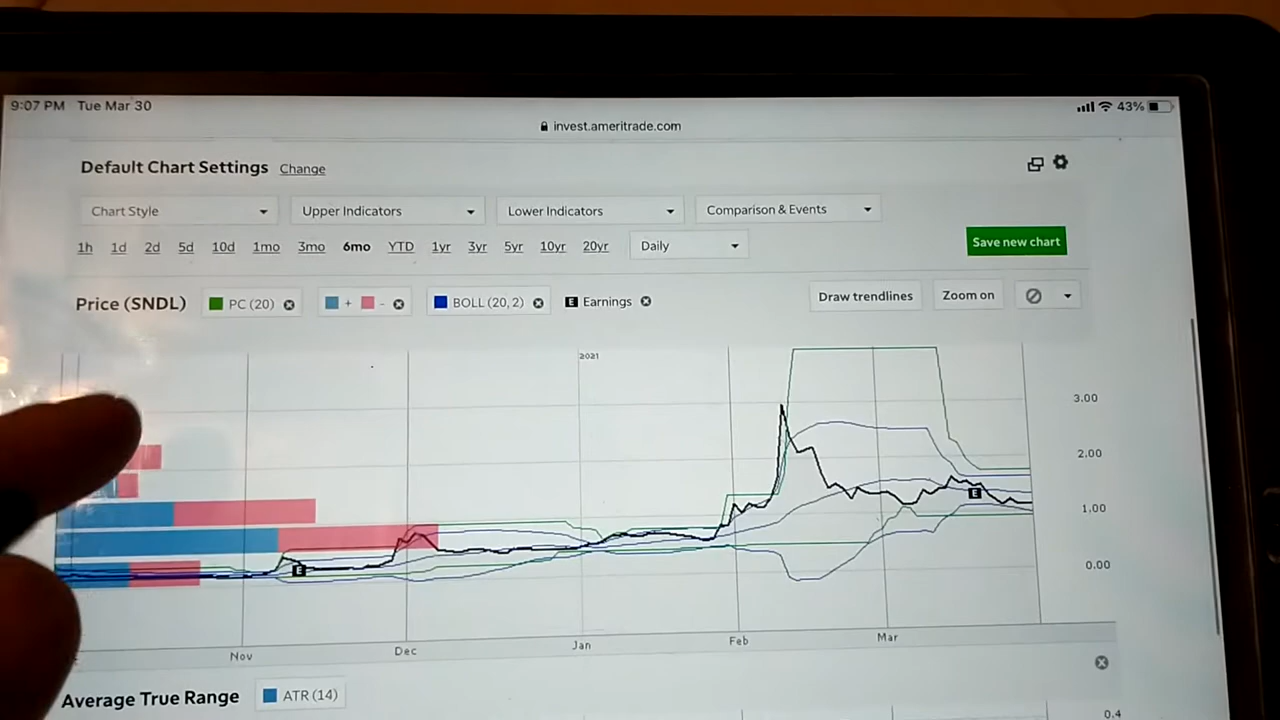 9:07 PM Tue Mar 30 43%
invest.ameritrade.com
Default Chart Settings Change
Chart Style Upper Indicators Lower Indicators Comparison & Events
1h 1d 2d 5d 10d 1mo 3mo 6mo YTD 1yr 3yr 5yr 10yr 20yr Daily Save new chart
Price (SNDL) PC (20) + - BOLL (20, 2) E Earnings Draw trendlines Zoom on
2021
3.00
2.00
E
1.00
E
0.00
Nov Dec Jan Feb Mar
Average True Range ATR (14)
0.4